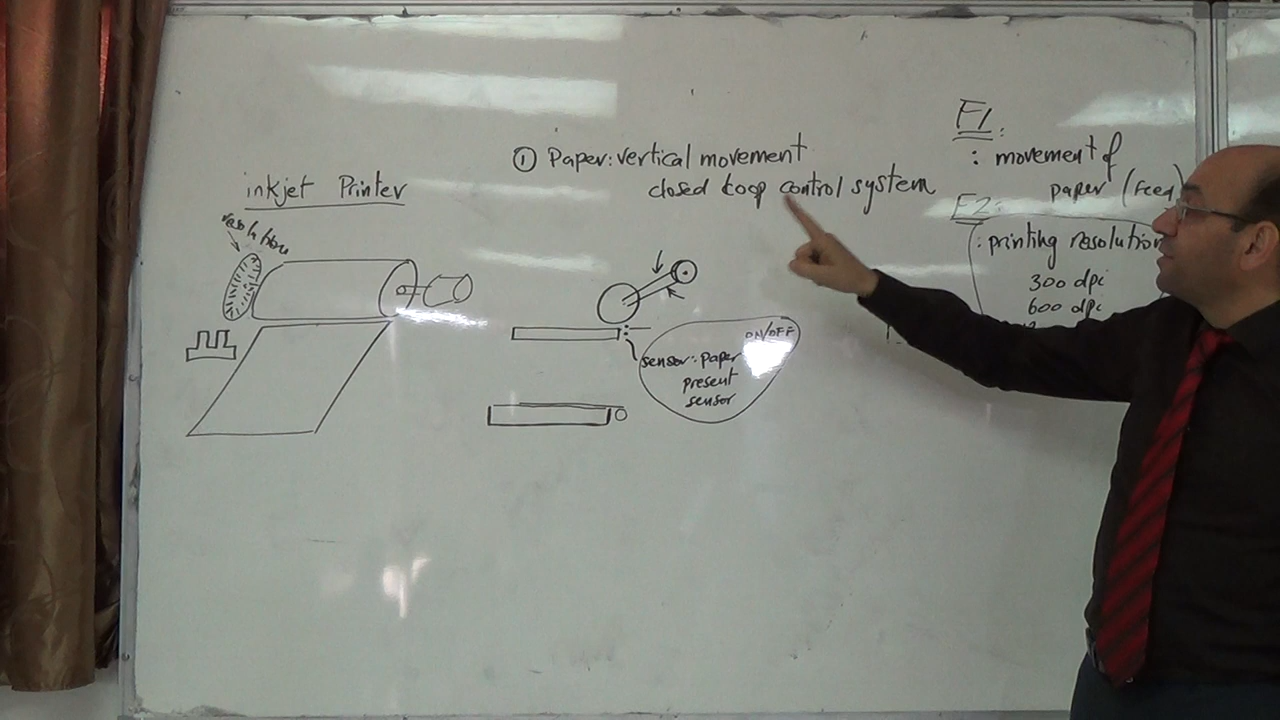 inkjet Printer
resolution
① Paper: vertical movement
closed loop control system
ON/OFF
sensor: paper
present
sensor
F1:
: movement of
paper (Feed)
F2:
: printing resolution
300 dpi
600 dpi